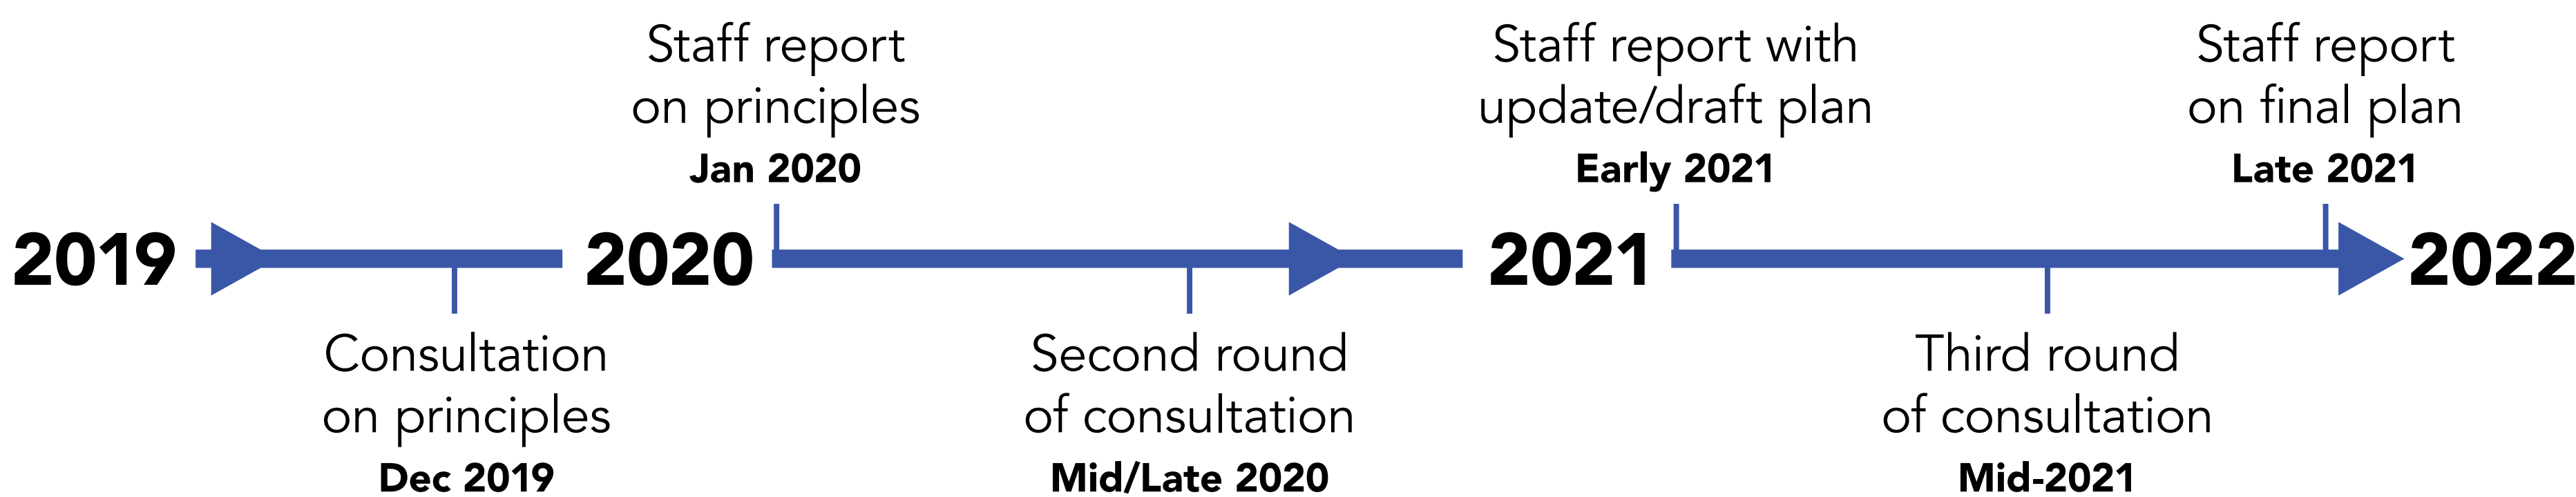 Staff report
on principles
Jan 2020
Staff report with
update/draft plan
Early 2021
Staff report
on final plan
Late 2021
2019
2020
2021
2022
Consultation
on principles
Dec 2019
Second round
of consultation
Mid/Late 2020
Third round
of consultation
Mid-2021